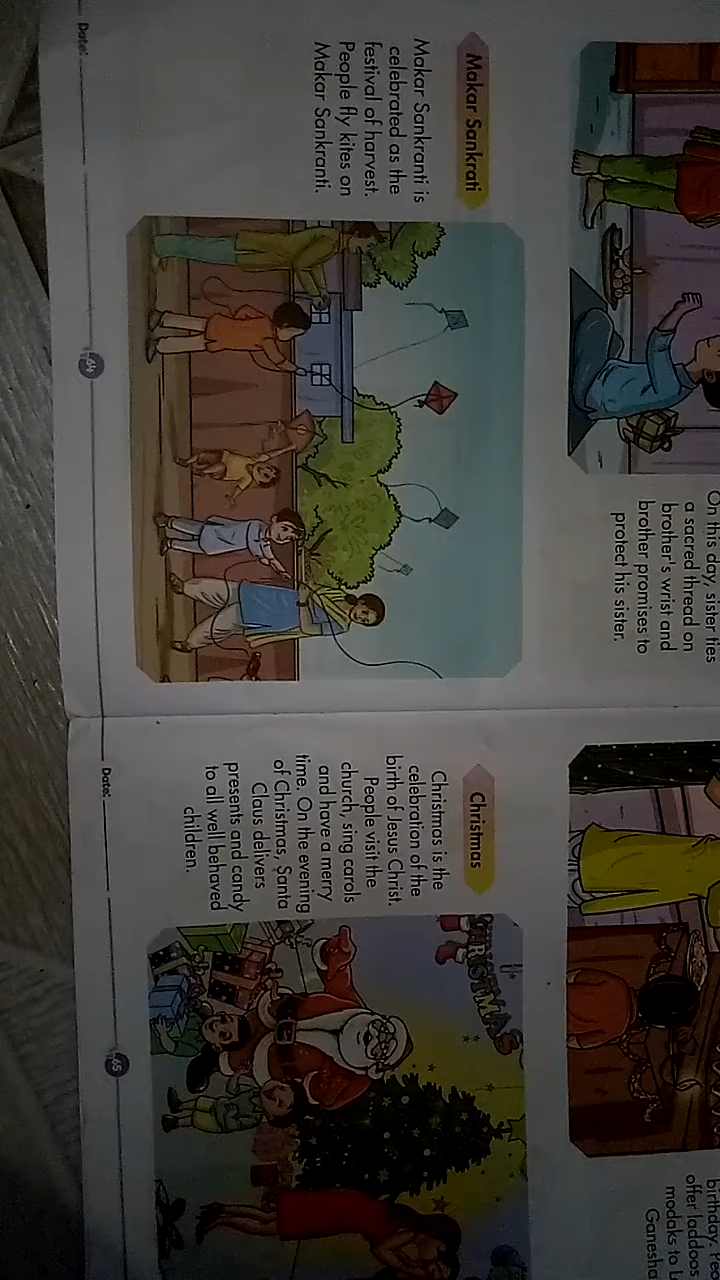 On this day, sister ties
a sacred thread on
brother's wrist and
brother promises to
protect his sister.
Makar Sankrati
Makar Sankranti is
celebrated as the
festival of harvest.
People fly kites on
Makar Sankranti.
Date:
64
birthday.
offer laddoos
modaks to
Ganesha
Christmas
Christmas is the
celebration of the
birth of Jesus Christ.
People visit the
church, sing carols
and have a merry
time. On the evening
of Christmas, Santa
Claus delivers
presents and candy
to all well behaved
children.
CHRISTMAS
Date:
65